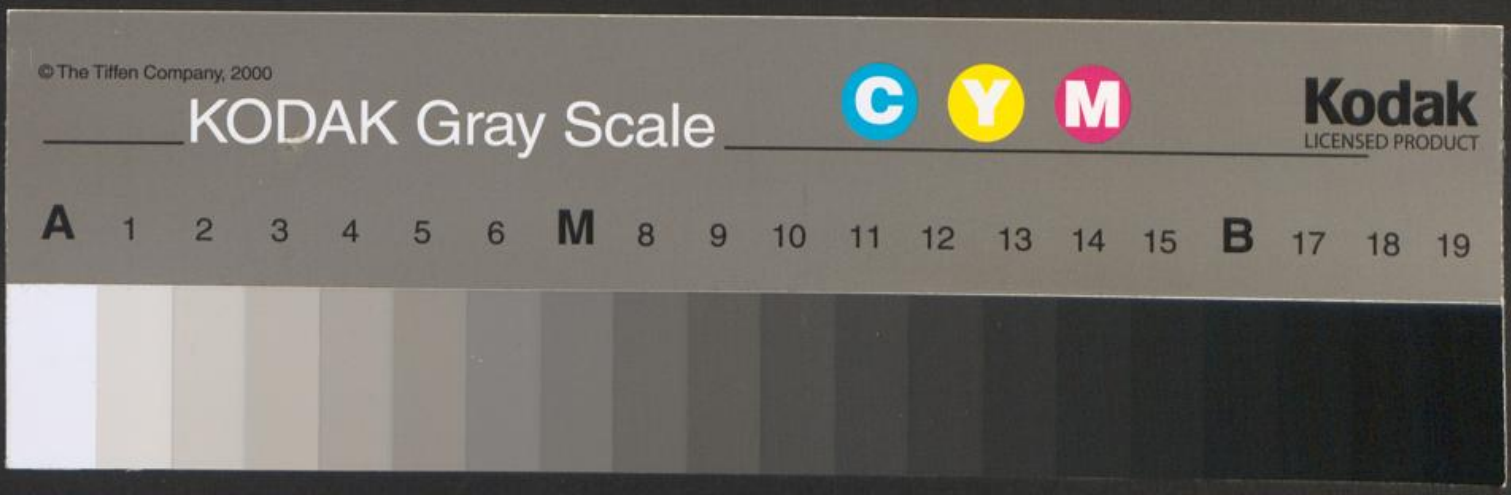 © The Tiffen Company, 2000
KODAK Gray Scale
C Y M
Kodak
LICENSED PRODUCT
A 1 2 3 4 5 6 M 8 9 10 11 12 13 14 15 B 17 18 19